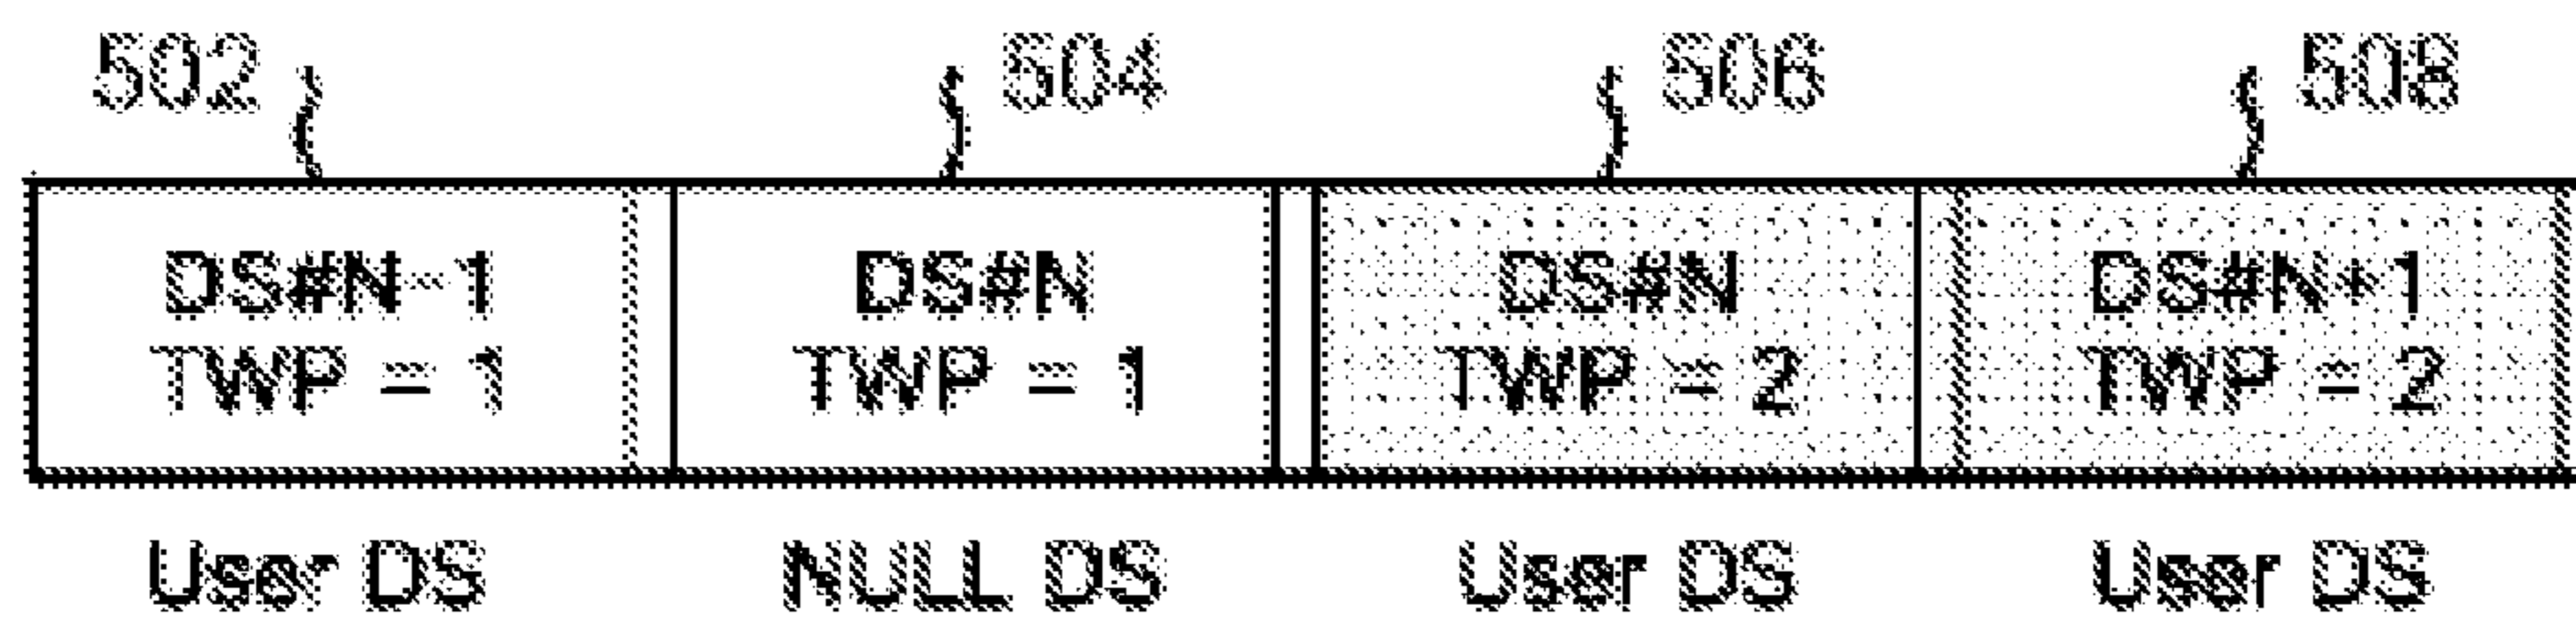 502 504 506 508
DS#N-1 DS#N DS#N DS#N+1
TWP = 1 TWP = 1 TWP = 2 TWP = 2
User DS NULL DS User DS User DS